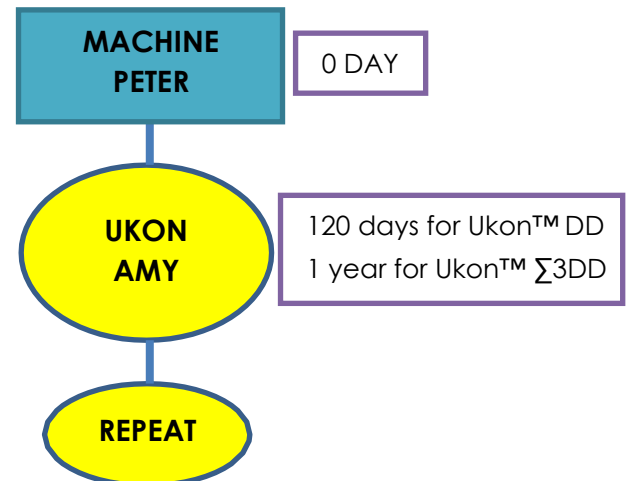 MACHINE
PETER
0 DAY
UKON
AMY
120 days for Ukon™ DD
1 year for Ukon™ ∑3DD
REPEAT